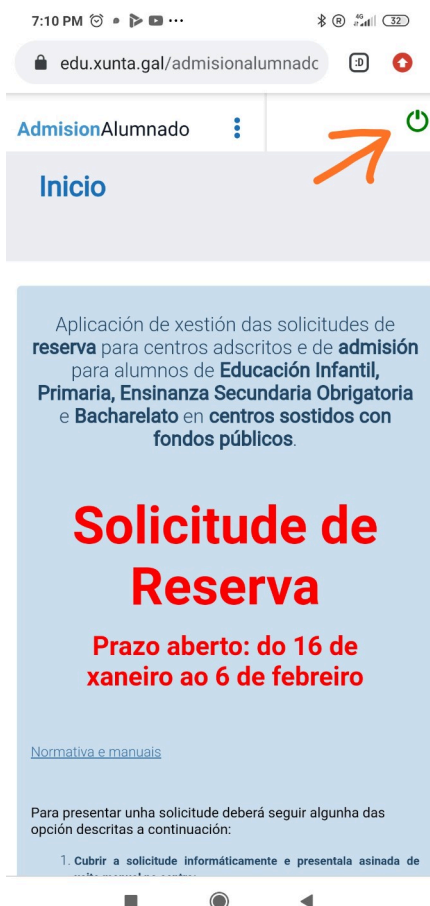 7:10 PM
4G
32
edu.xunta.gal/admisionalumnadc
:D
AdmisionAlumnado
Inicio
Aplicación de xestión das solicitudes de
reserva para centros adscritos e de admisión
para alumnos de Educación Infantil,
Primaria, Ensinanza Secundaria Obrigatoria
e Bacharelato en centros sostidos con
fondos públicos.
Solicitude de
Reserva
Prazo aberto: do 16 de
xaneiro ao 6 de febreiro
Normativa e manuais
Para presentar unha solicitude deberá seguir algunha das
opción descritas a continuación:
1. Cubrir a solicitude informáticamente e presentala asinada de